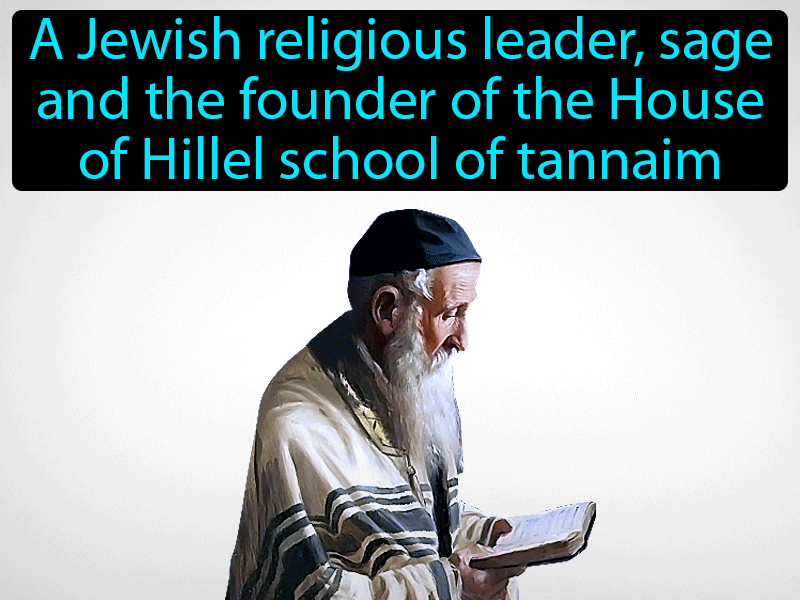 A Jewish religious leader, sage
and the founder of the House
of Hillel school of tannaim